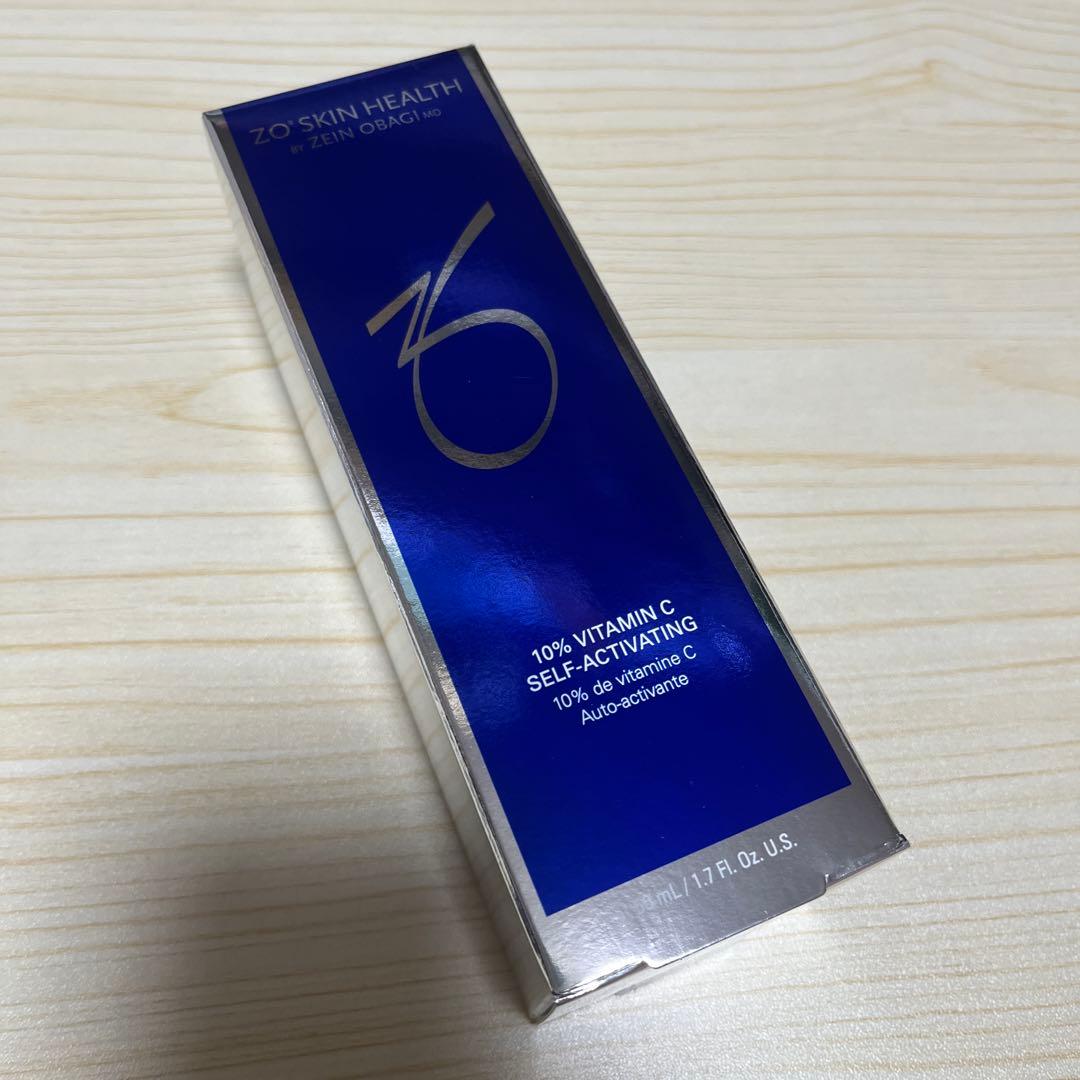 ZO® SKIN HEALTH
BY ZEIN OBAGI MD
ZO
10% VITAMIN C
SELF-ACTIVATING
10% de vitamine C
Auto-activante
mL / 1.7 Fl. Oz. U.S.